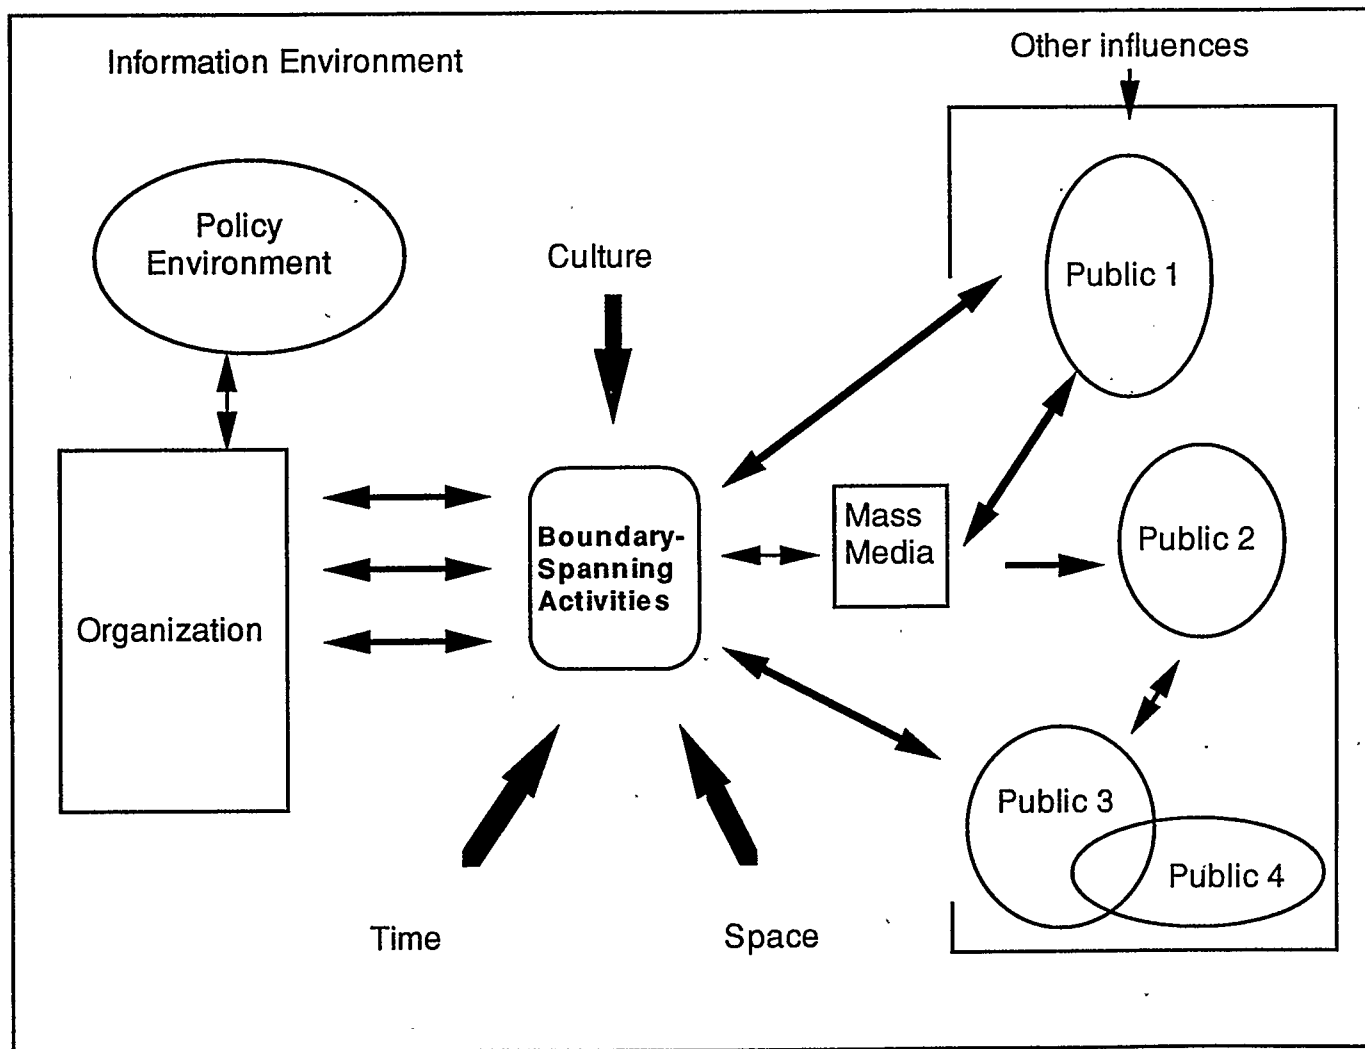 Information Environment
Other influences
Policy
Environment
Culture
Public 1
Mass
Media
Boundary-
Spanning
Activities
Public 2
Organization
Public 3
Public 4
Time
Space